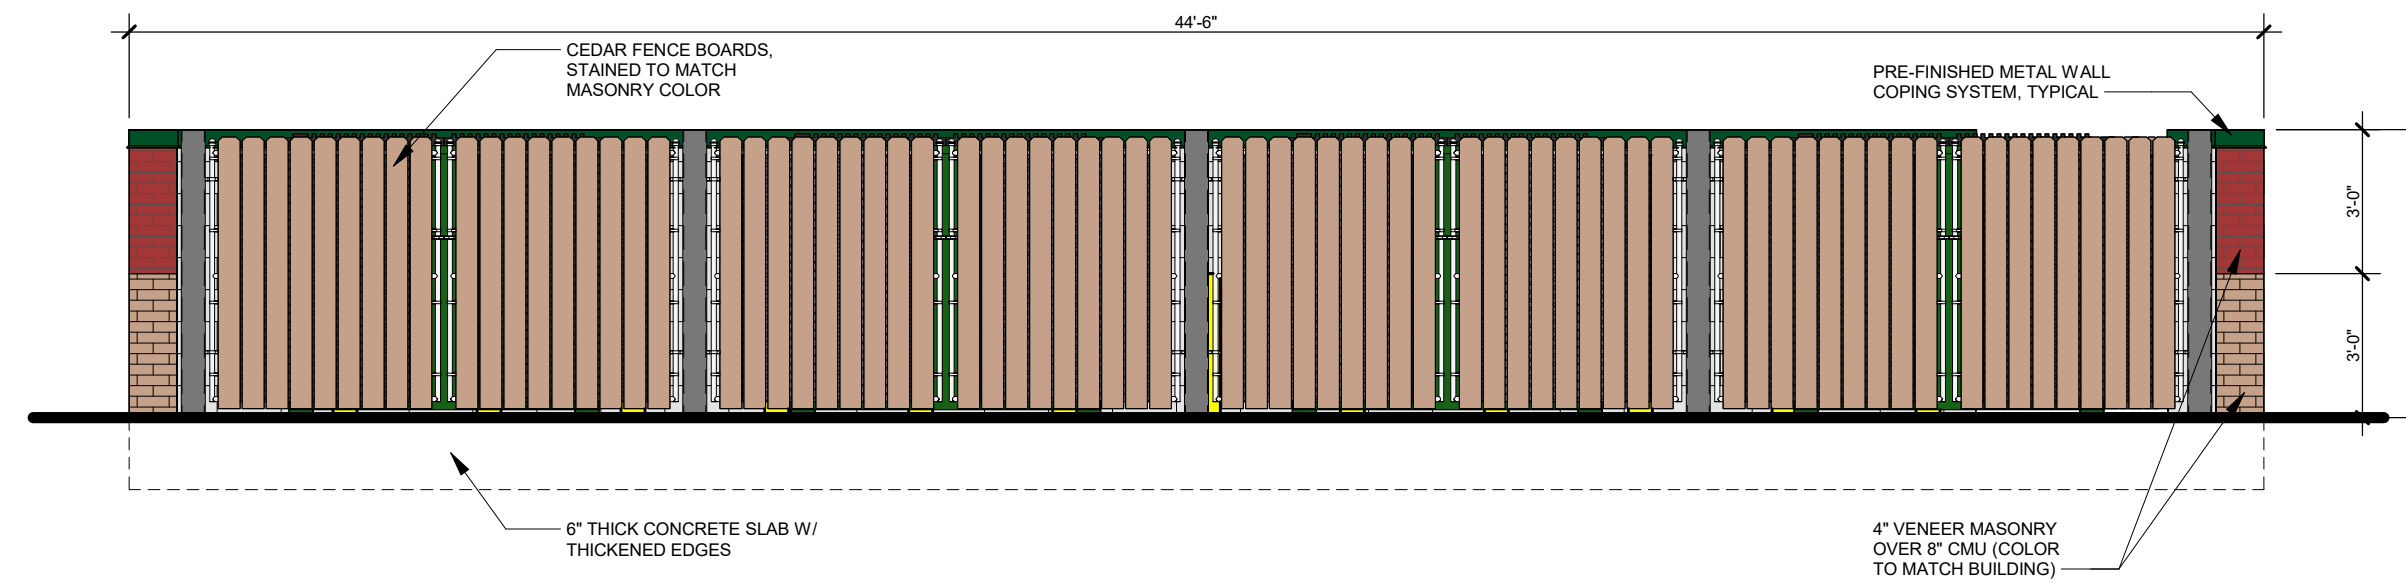 44'-6"
CEDAR FENCE BOARDS,
STAINED TO MATCH
MASONRY COLOR
PRE-FINISHED METAL WALL
COPING SYSTEM, TYPICAL
3'-0"
3'-0"
6" THICK CONCRETE SLAB W/
THICKENED EDGES
4" VENEER MASONRY
OVER 8" CMU (COLOR
TO MATCH BUILDING)